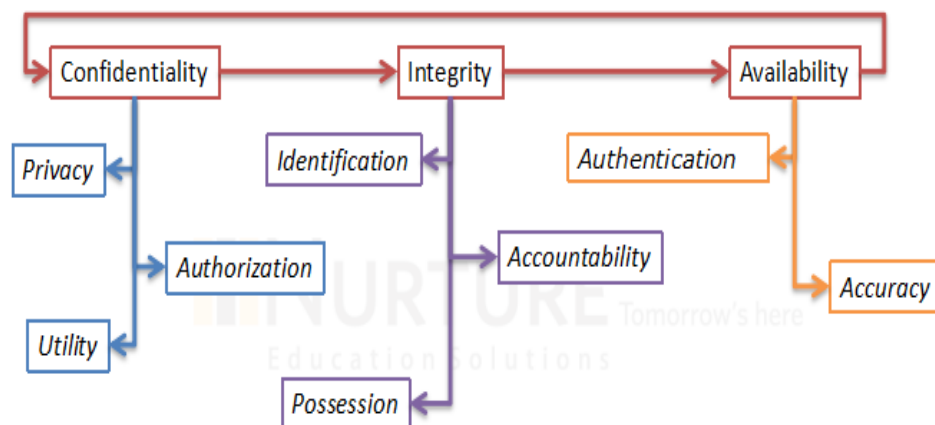 Confidentiality
Integrity
Availability
Privacy
Identification
Authentication
Authorization
Accountability
Accuracy
Utility
Possession
NURTURE Tomorrow's here
Education Solutions